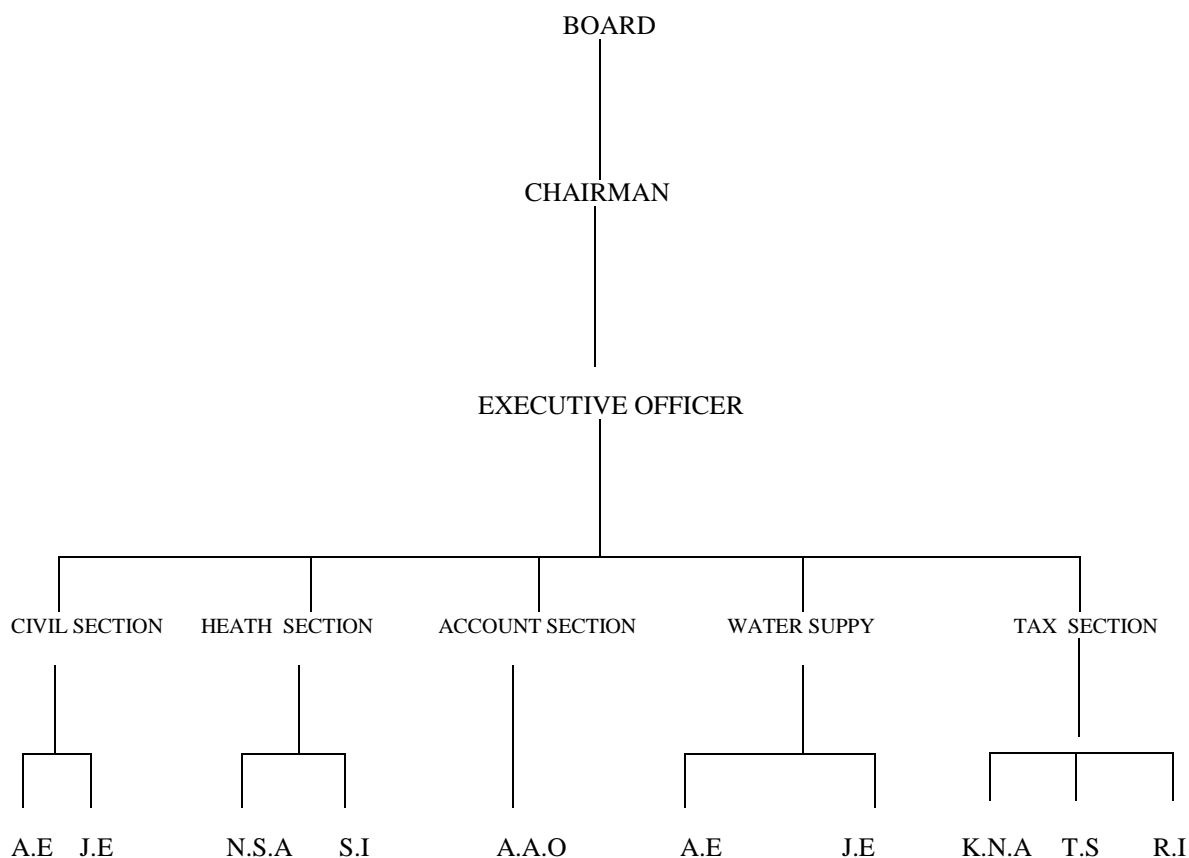 BOARD
CHAIRMAN
EXECUTIVE OFFICER
CIVIL SECTION HEATH SECTION ACCOUNT SECTION WATER SUPPY TAX SECTION
A.E J.E N.S.A S.I A.A.O A.E J.E K.N.A T.S R.I